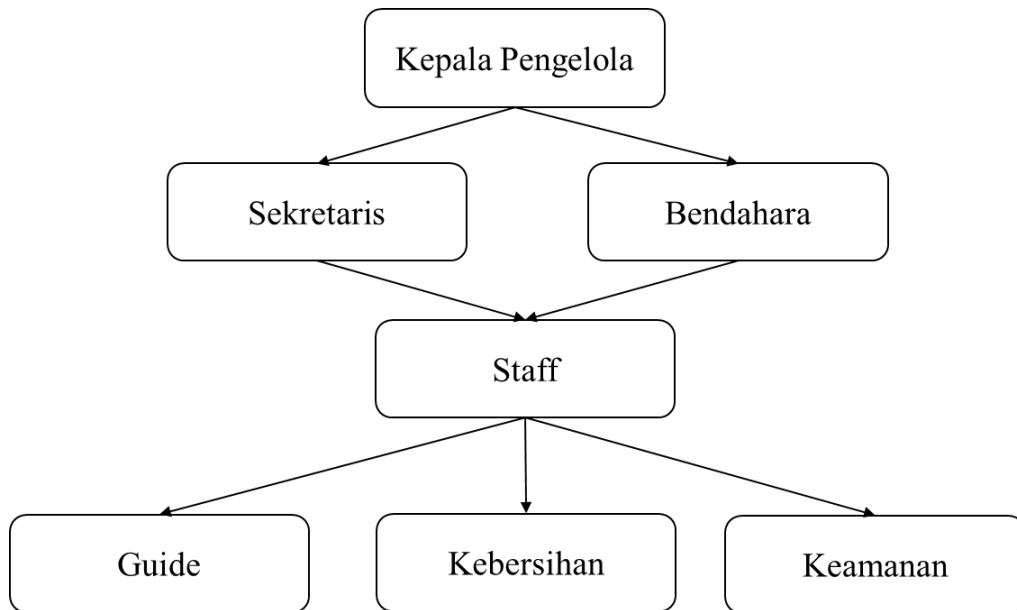 Kepala Pengelola
Sekretaris
Bendahara
Staff
Guide
Kebersihan
Keamanan